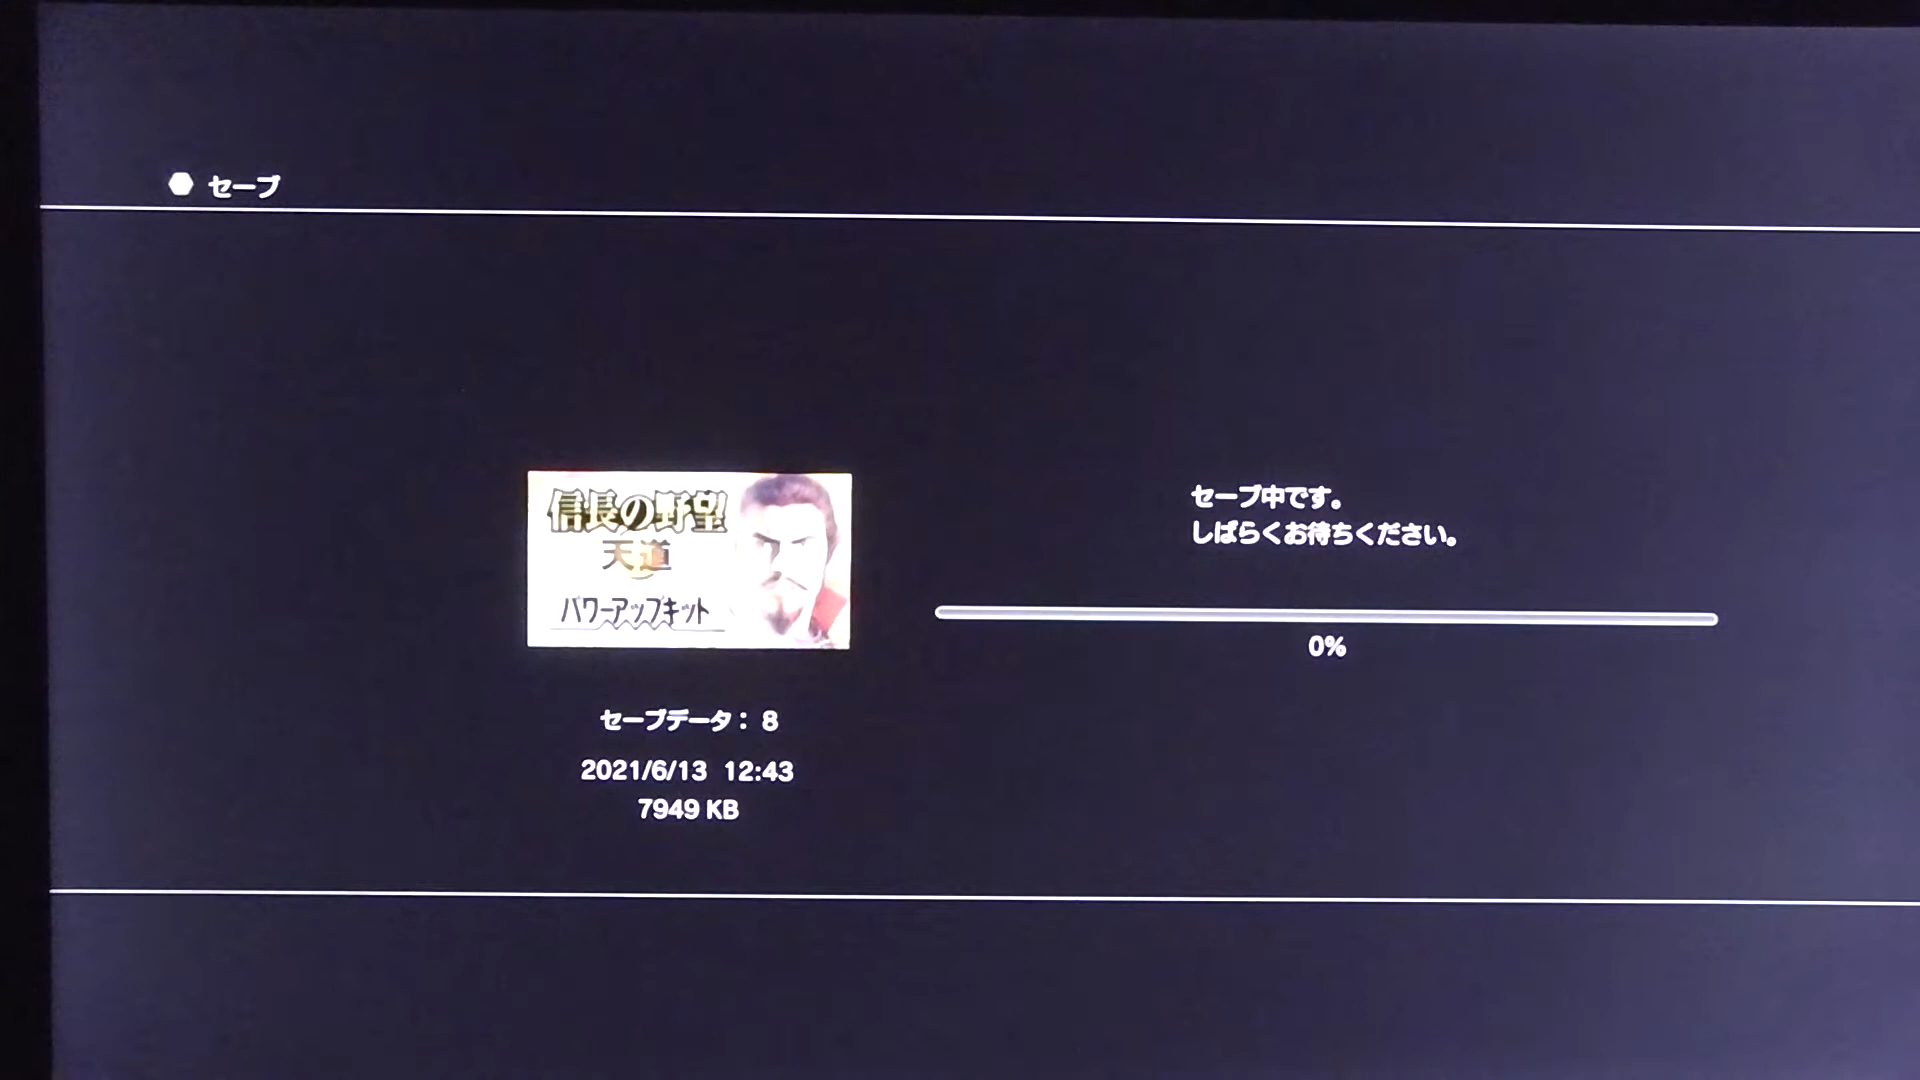 セーブ
信長の野望
天道
パワーアップキット
セーブ中です。
しばらくお待ちください。
0%
セーブデータ： 8
2021/6/13 12:43
7949 KB